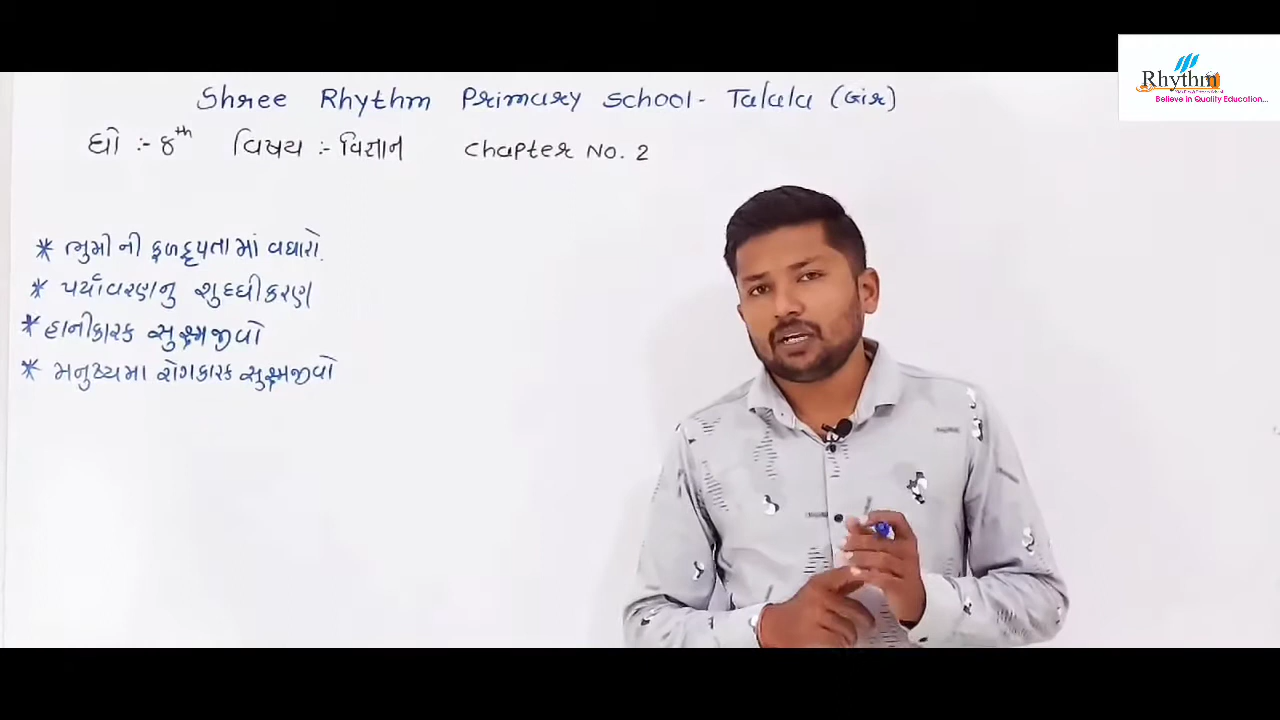 Shree Rhythm Primary School - Talala (Gir)
ધો :- ૪th વિષય :- વિજ્ઞાન Chapter No. 2
* ભુમી ની ફળદ્રુપતા માં વધારો.
* પર્યાવરણનુ શુધ્ધીકરણ
* હાનીકારક સુક્ષ્મજીવો
* મનુષ્યમા રોગકારક સુક્ષ્મજીવો
Rhythm
Believe in Quality Education...